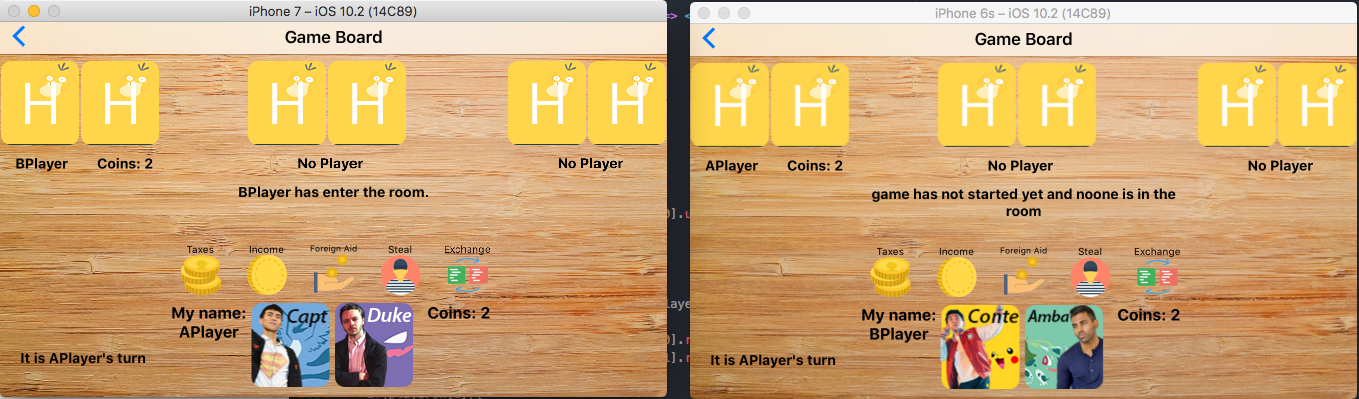 iPhone 7 – iOS 10.2 (14C89)
Game Board
H H H H H H
BPlayer Coins: 2 No Player No Player
BPlayer has enter the room.
Taxes Income Foreign Aid Steal Exchange
My name: Capt Duke Coins: 2
APlayer
It is APlayer's turn
iPhone 6s – iOS 10.2 (14C89)
Game Board
H H H H H H
APlayer Coins: 2 No Player No Player
game has not started yet and noone is in the
room
Taxes Income Foreign Aid Steal Exchange
My name: Conte Amba Coins: 2
BPlayer
It is APlayer's turn